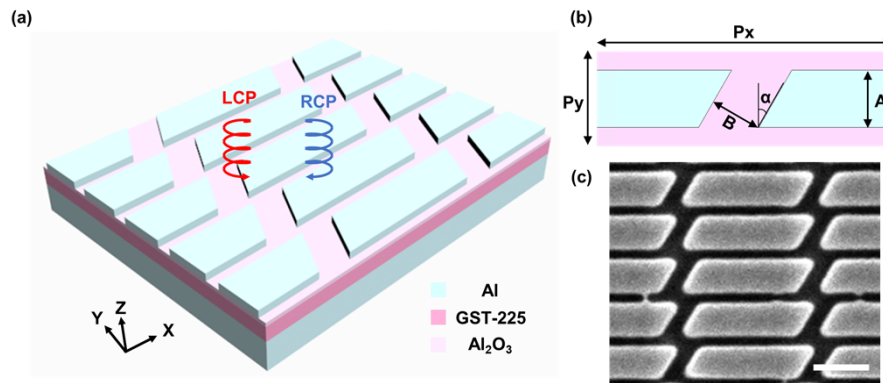 (a)
LCP
RCP
Y
Z
X
Al
GST-225
Al₂O₃
(b)
Px
Py
α
A
B
(c)